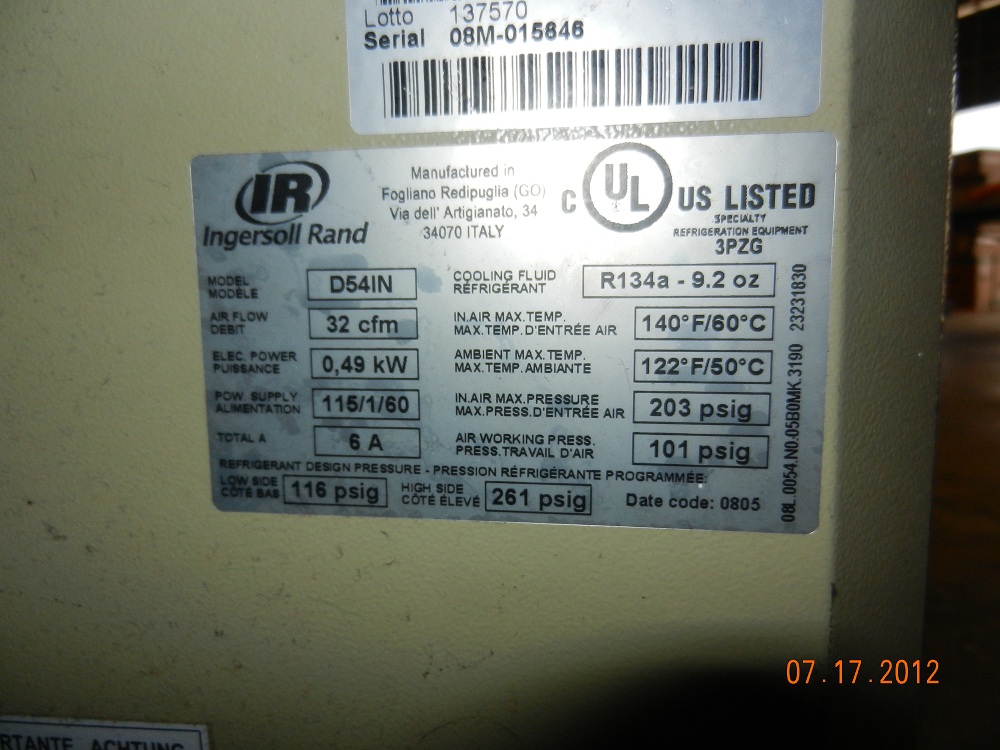 Lotto 137570
Serial 08M-015646
IR
Ingersoll Rand
Manufactured in
Fogliano Redipuglia (GO)
Via dell' Artigianato, 34
34070 ITALY
C UL US LISTED
SPECIALTY
REFRIGERATION EQUIPMENT
3PZG
MODEL
MODÈLE
D54IN
AIR FLOW
DEBIT
32 cfm
ELEC. POWER
PUISSANCE
0,49 kW
POW. SUPPLY
ALIMENTATION
115/1/60
TOTAL A
6 A
COOLING FLUID
RÉFRIGÉRANT
R134a - 9.2 oz
IN.AIR MAX.TEMP.
MAX.TEMP.D'ENTRÉE AIR
140°F/60°C
AMBIENT MAX.TEMP.
MAX.TEMP.AMBIANTE
122°F/50°C
IN.AIR MAX.PRESSURE
MAX.PRESS.D'ENTRÉE AIR
203 psig
AIR WORKING PRESS.
PRESS.TRAVAIL D'AIR
101 psig
REFRIGERANT DESIGN PRESSURE - PRESSION RÉFRIGÉRANTE PROGRAMMÉE:
LOW SIDE
CÔTÉ BAS
116 psig
HIGH SIDE
CÔTÉ ÉLEVÉ
261 psig
Date code: 0805
08L.0054.N0.05B0MK.3190 23231830
RTANTE ACHTUNG
07.17.2012